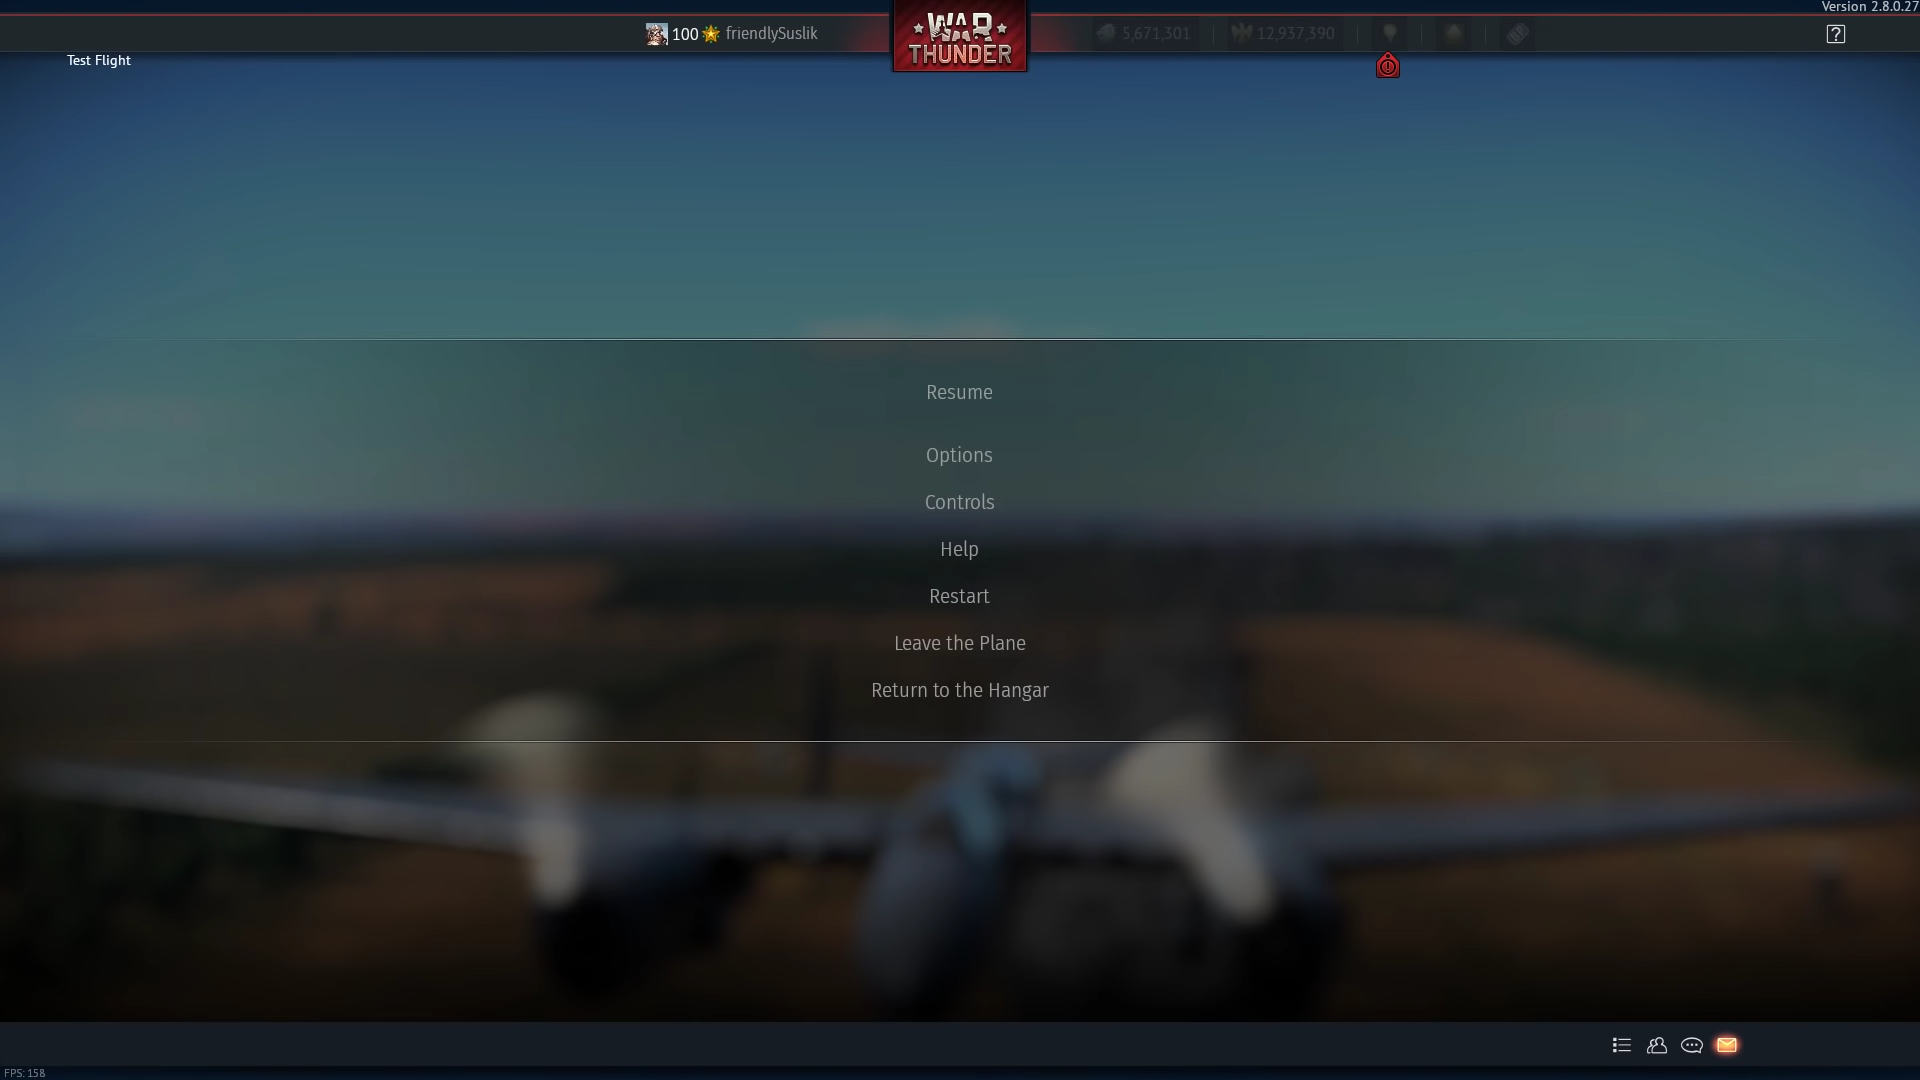 Version 2.8.0.27
100 friendlySuslik
WAR
THUNDER
5,671,301
12,937,390
?
Test Flight
Resume
Options
Controls
Help
Restart
Leave the Plane
Return to the Hangar
FPS: 158